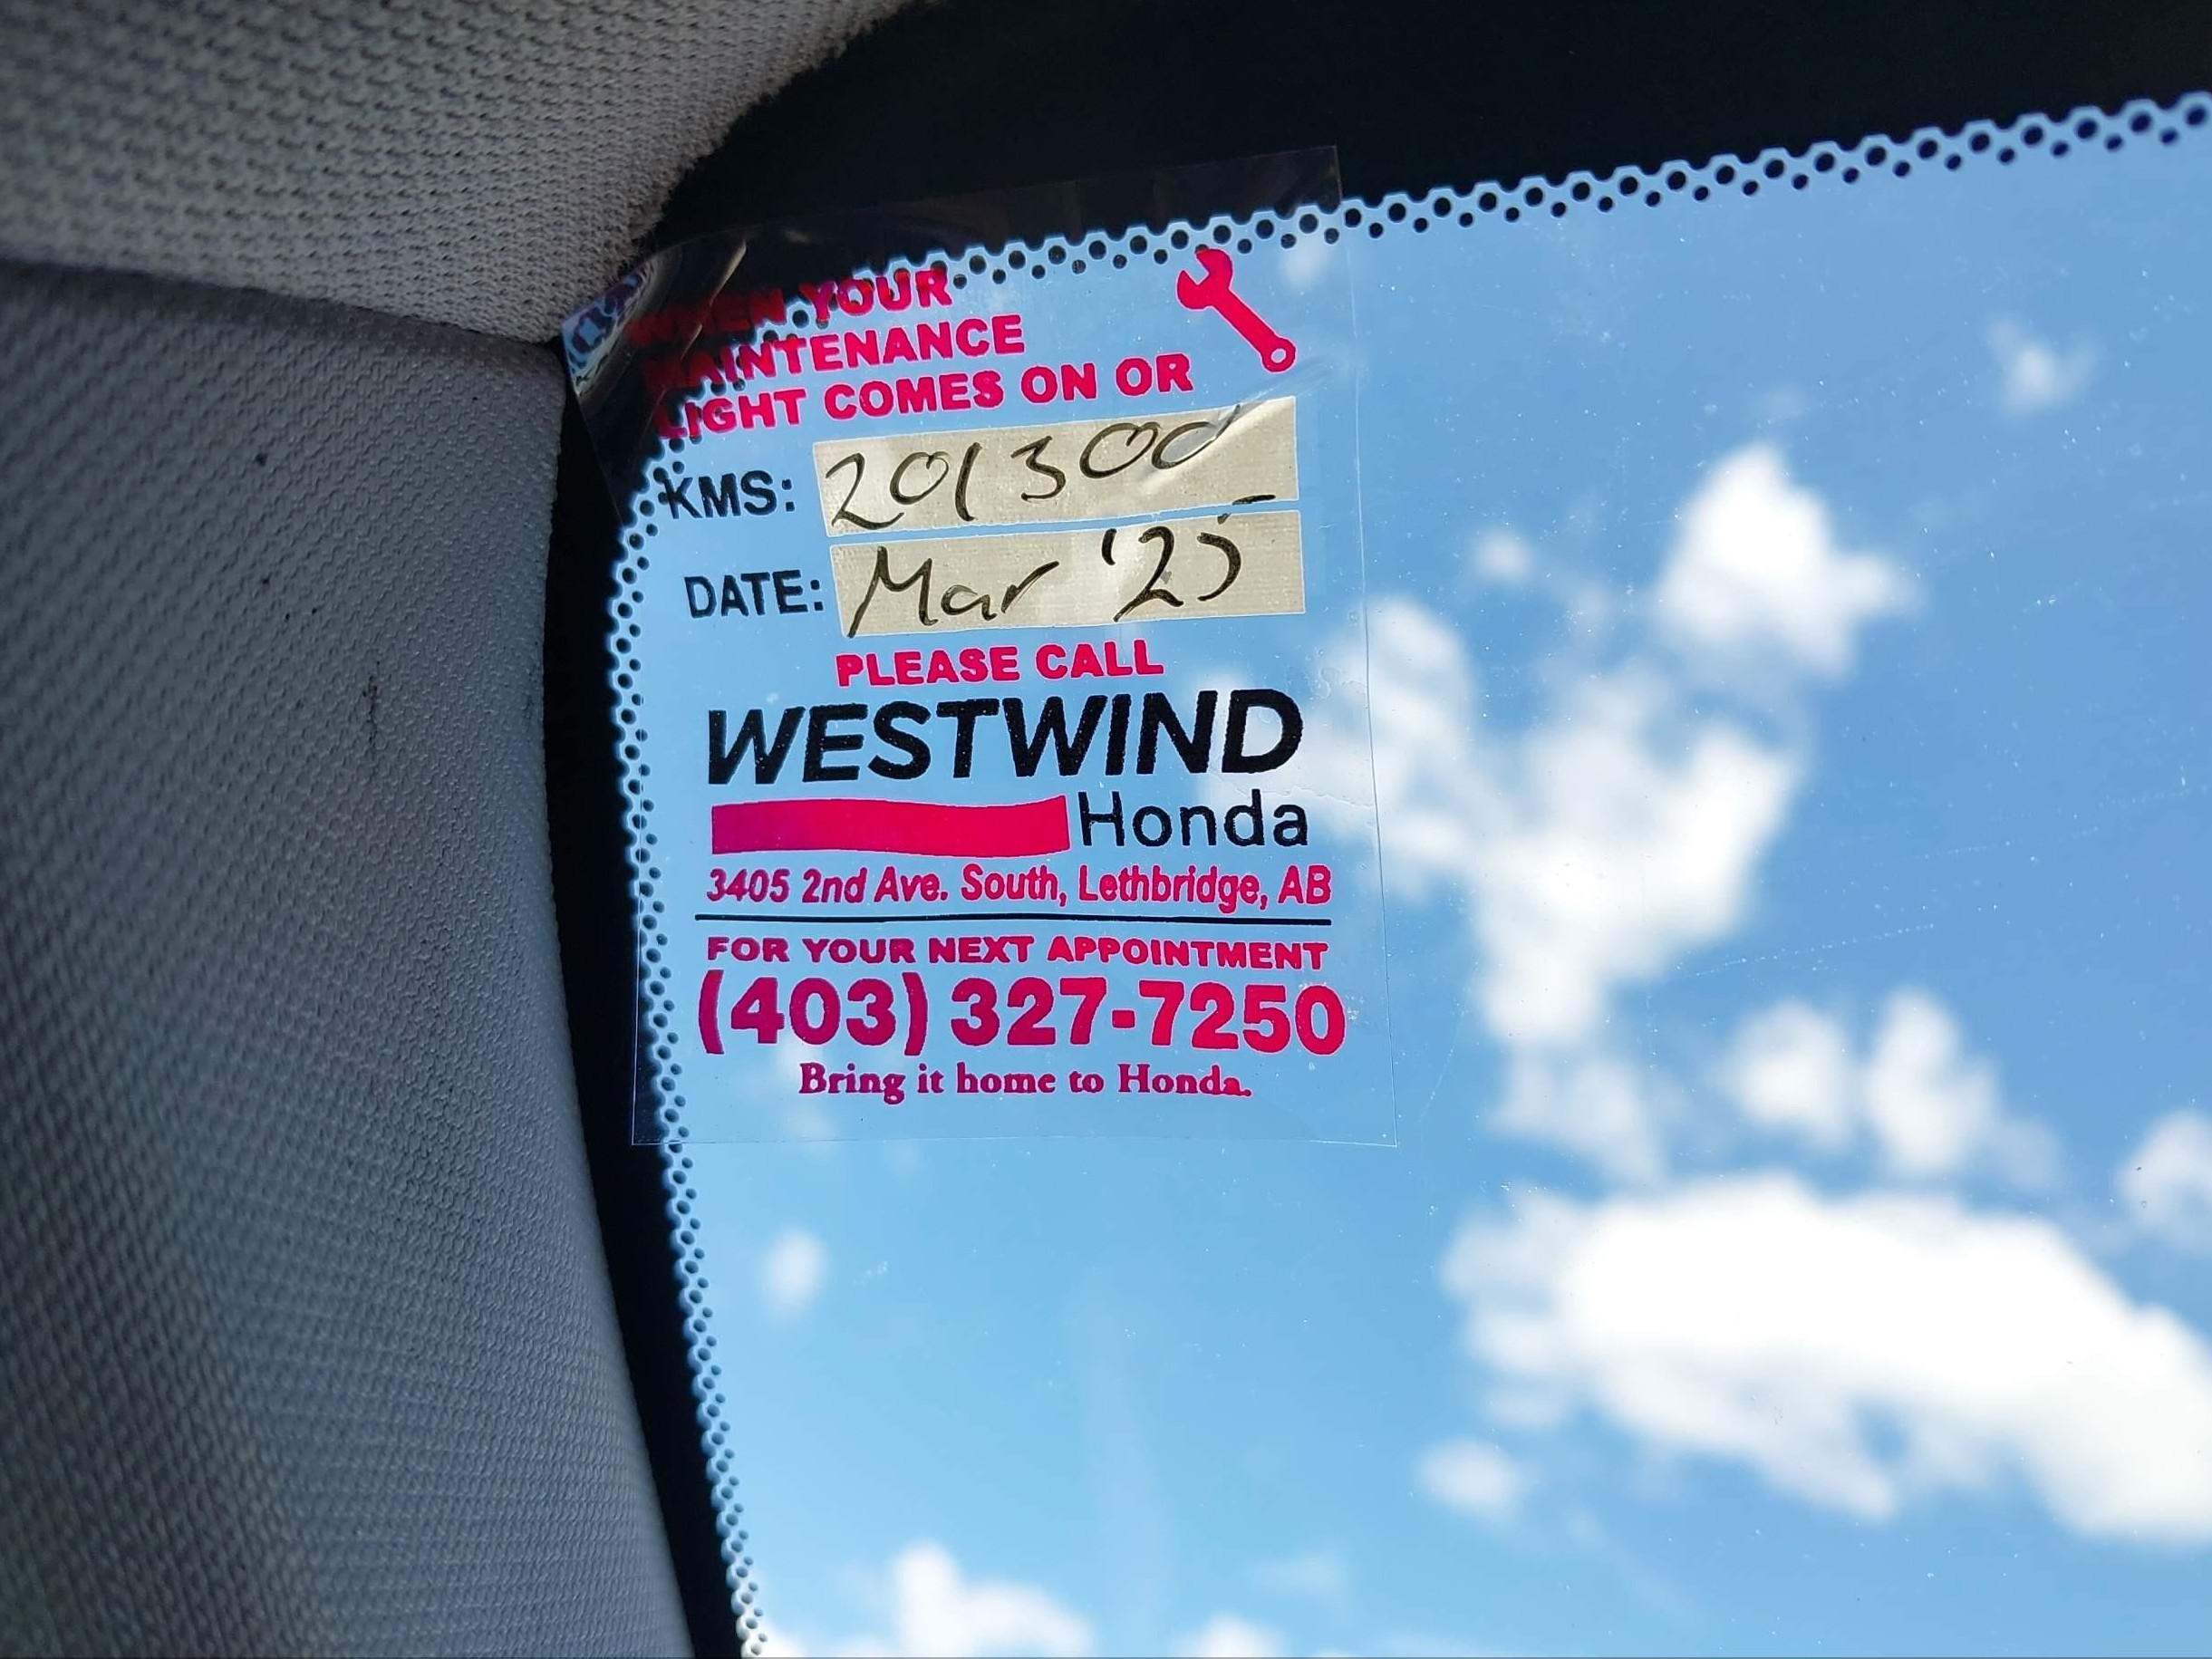 WHEN YOUR
MAINTENANCE
LIGHT COMES ON OR
KMS: 201300
DATE: Mar '25
PLEASE CALL
WESTWIND
Honda
3405 2nd Ave. South, Lethbridge, AB
FOR YOUR NEXT APPOINTMENT
(403) 327-7250
Bring it home to Honda.